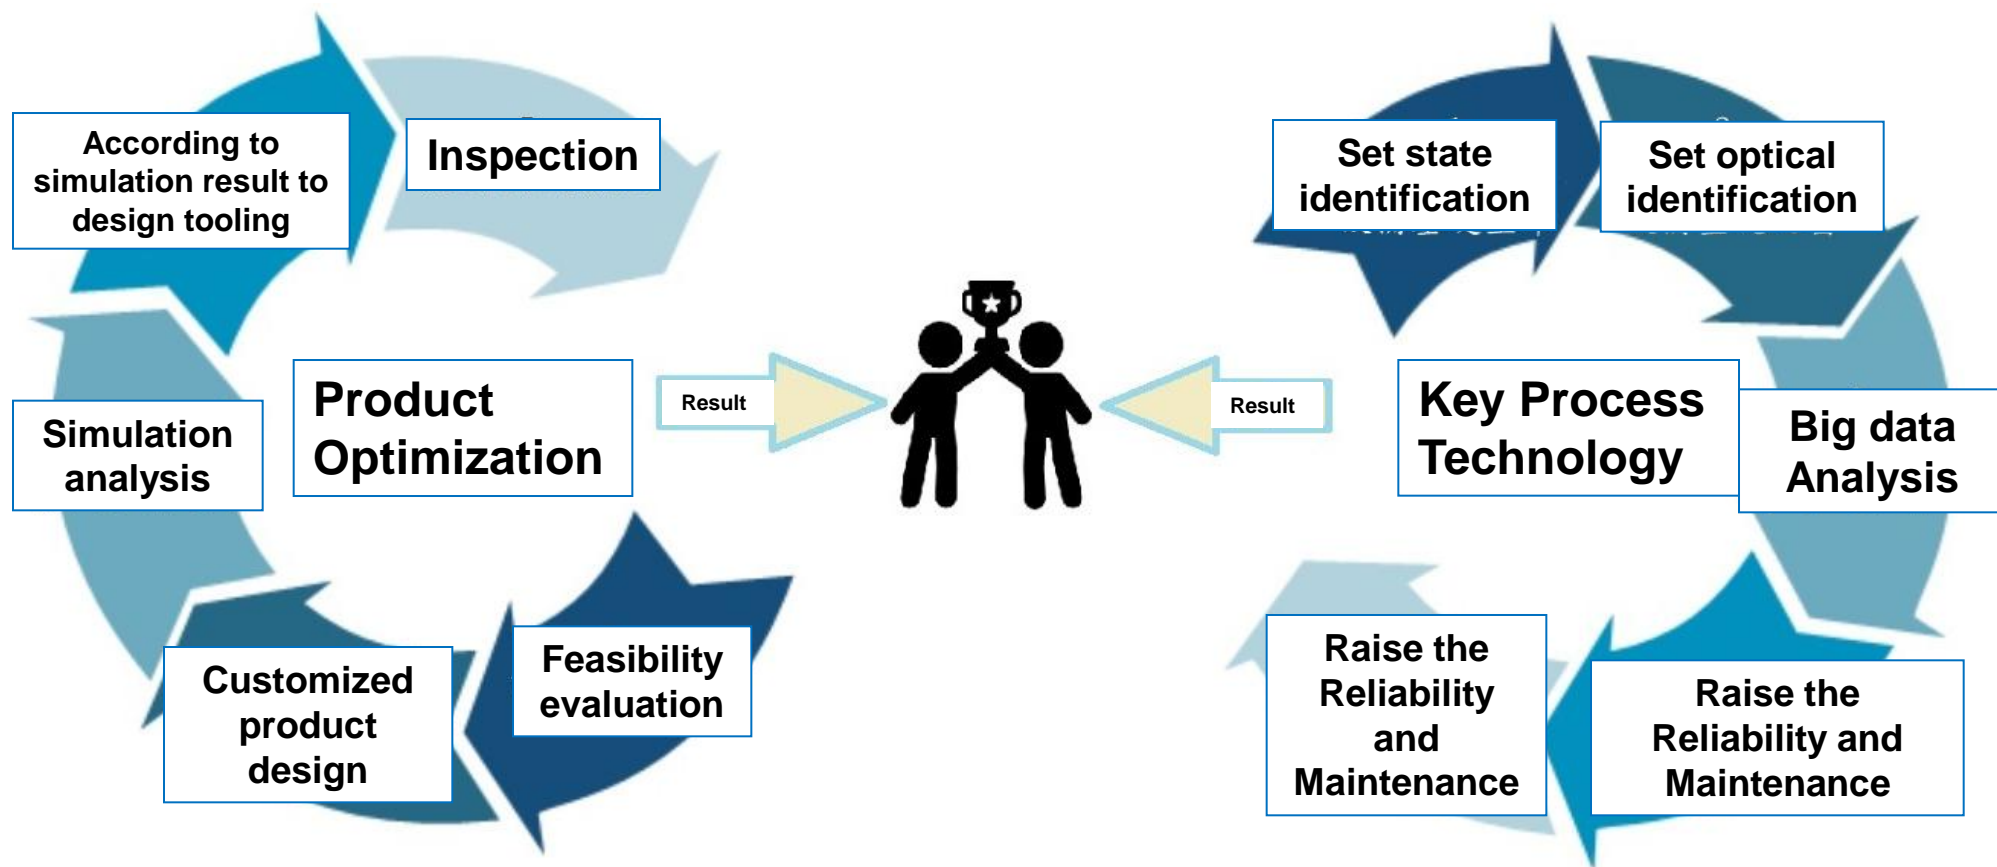 According to
simulation result to
design tooling
Inspection
Simulation
analysis
Product
Optimization
Customized
product
design
Feasibility
evaluation
Result
Result
Set state
identification
Set optical
identification
Key Process
Technology
Big data
Analysis
Raise the
Reliability
and
Maintenance
Raise the
Reliability and
Maintenance